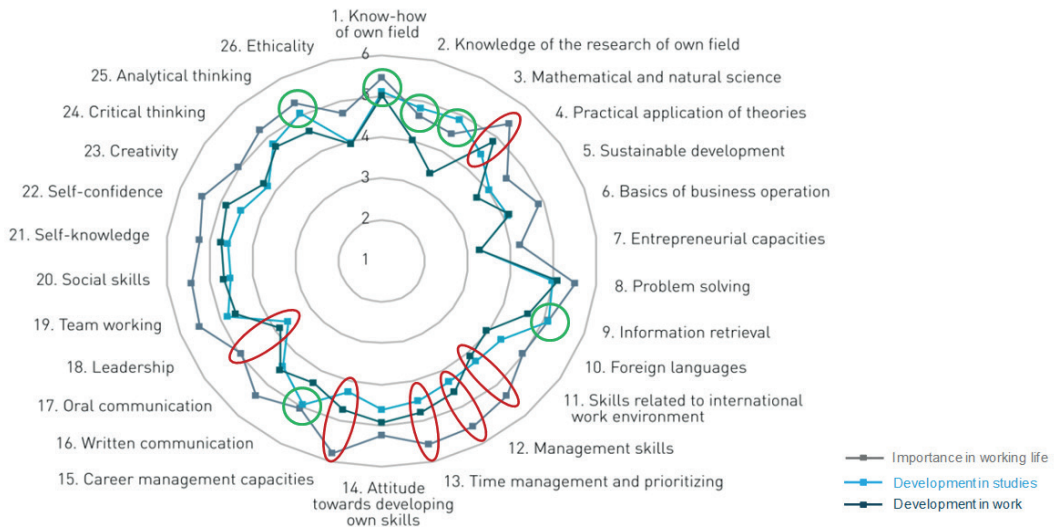 1. Know-how
of own field
2. Knowledge of the research of own field
3. Mathematical and natural science
4. Practical application of theories
5. Sustainable development
6. Basics of business operation
7. Entrepreneurial capacities
8. Problem solving
9. Information retrieval
10. Foreign languages
11. Skills related to international
work environment
12. Management skills
13. Time management and prioritizing
14. Attitude
towards developing
own skills
15. Career management capacities
16. Written communication
17. Oral communication
18. Leadership
19. Team working
20. Social skills
21. Self-knowledge
22. Self-confidence
23. Creativity
24. Critical thinking
25. Analytical thinking
26. Ethicality
6
5
4
3
2
1
Importance in working life
Development in studies
Development in work